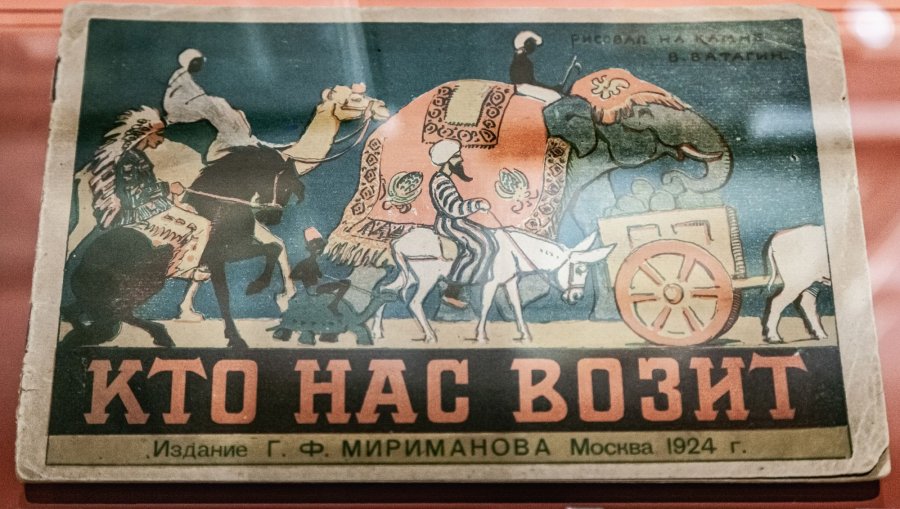 РИСОВАЛ НА КАМНЕ
В. ВАТАГИН.
КТО НАС ВОЗИТ
Издание Г. Ф. МИРИМАНОВА Москва 1924 г.